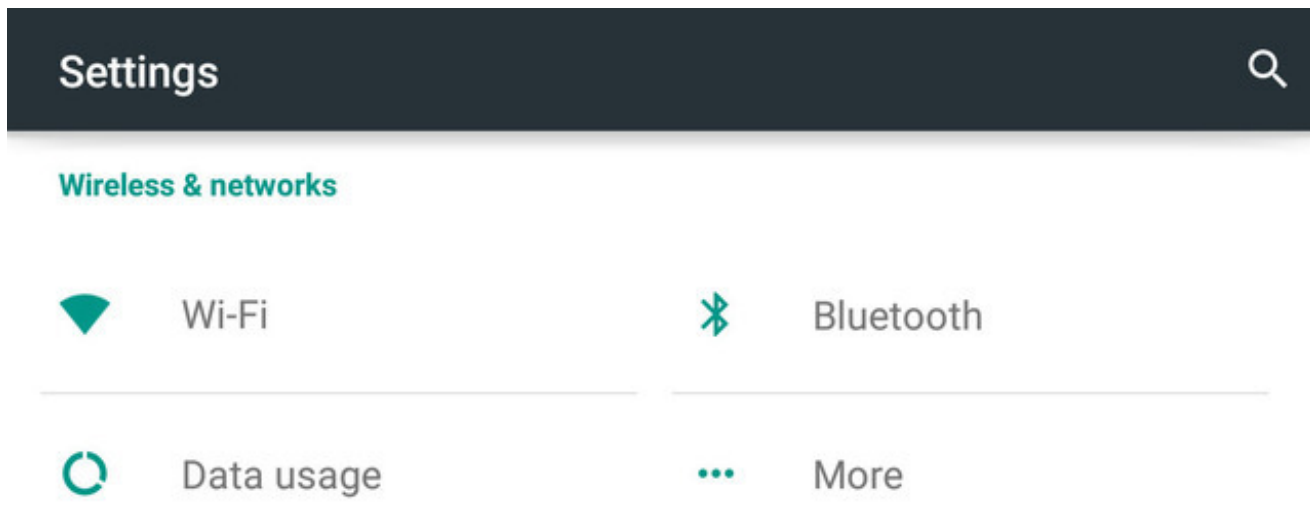 Settings
Wireless & networks
Wi-Fi
Bluetooth
Data usage
More